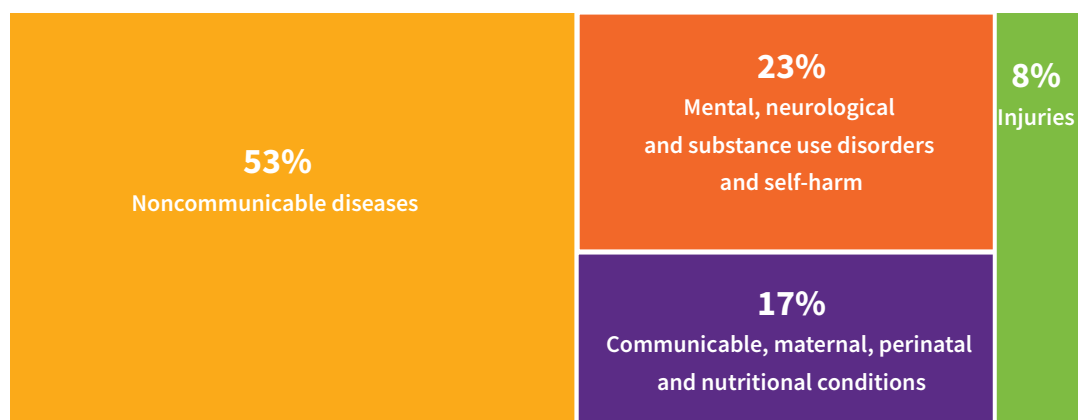 53%
Noncommunicable diseases
23%
Mental, neurological
and substance use disorders
and self-harm
17%
Communicable, maternal, perinatal
and nutritional conditions
8%
Injuries